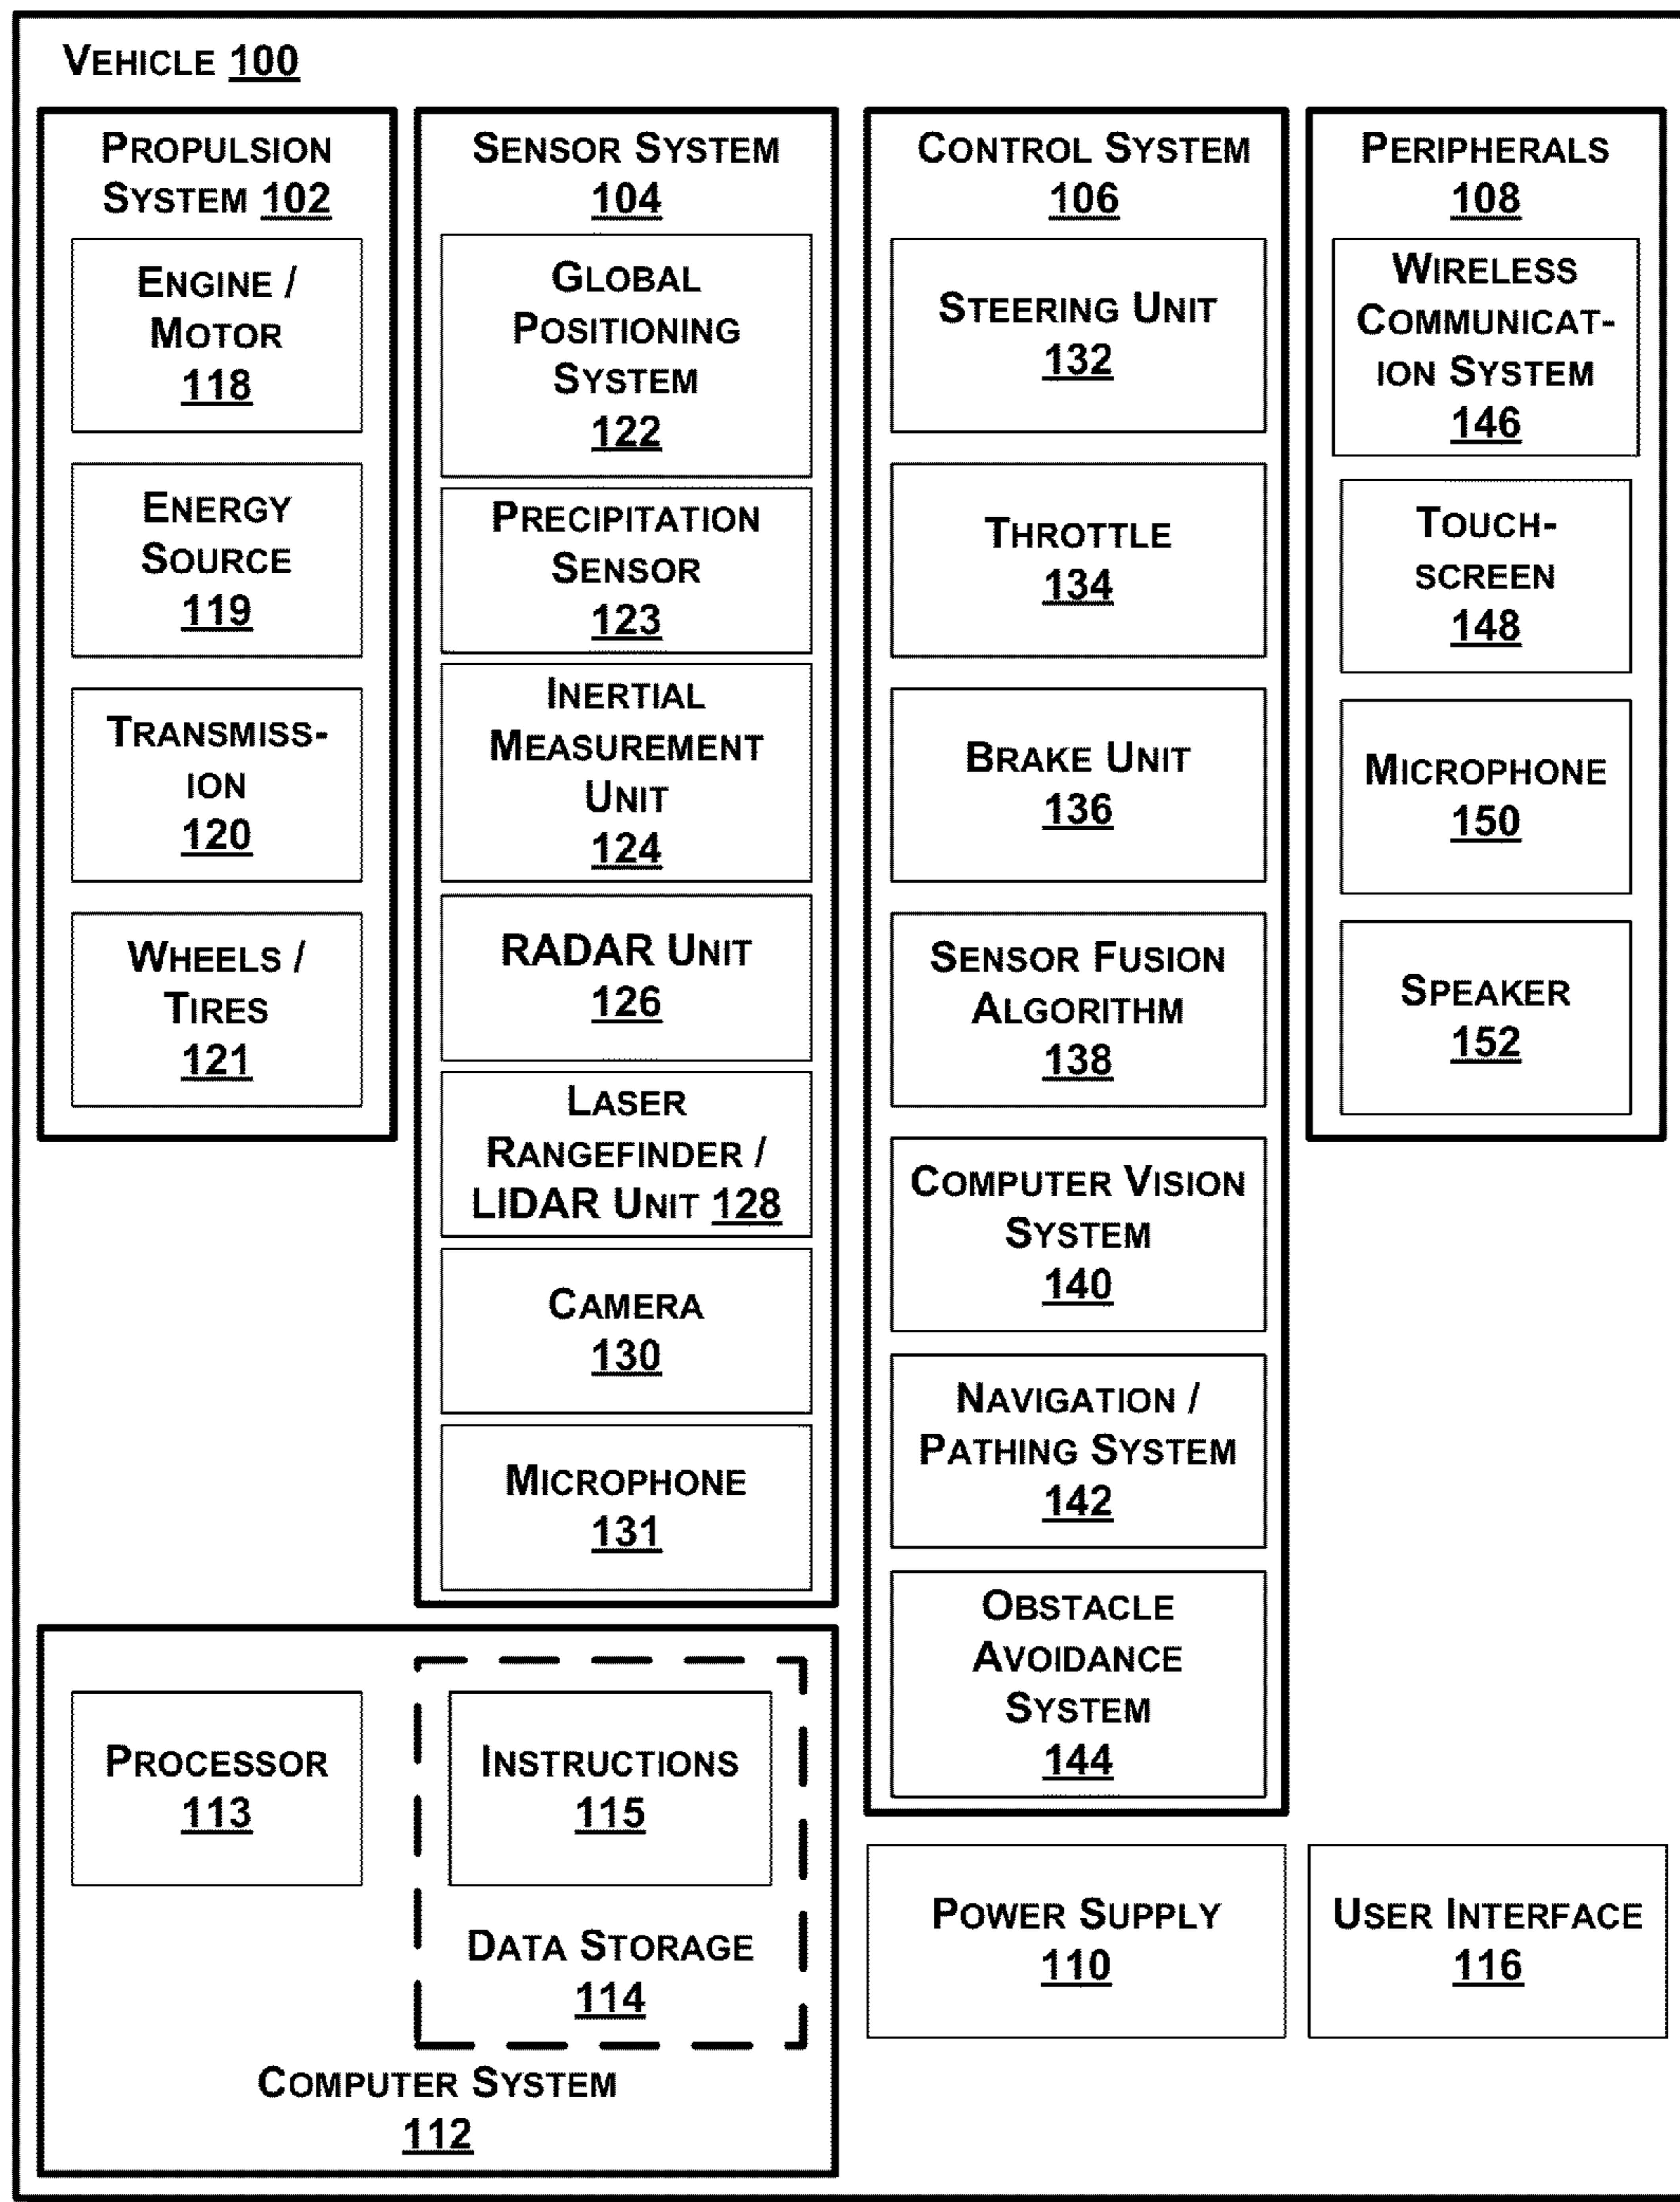 VEHICLE 100
PROPULSION
SYSTEM 102
ENGINE /
MOTOR
118
ENERGY
SOURCE
119
TRANSMISS-
ION
120
WHEELS /
TIRES
121
SENSOR SYSTEM
104
GLOBAL
POSITIONING
SYSTEM
122
PRECIPITATION
SENSOR
123
INERTIAL
MEASUREMENT
UNIT
124
RADAR UNIT
126
LASER
RANGEFINDER /
LIDAR UNIT 128
CAMERA
130
MICROPHONE
131
CONTROL SYSTEM
106
STEERING UNIT
132
THROTTLE
134
BRAKE UNIT
136
SENSOR FUSION
ALGORITHM
138
COMPUTER VISION
SYSTEM
140
NAVIGATION /
PATHING SYSTEM
142
OBSTACLE
AVOIDANCE
SYSTEM
144
PERIPHERALS
108
WIRELESS
COMMUNICAT-
ION SYSTEM
146
TOUCH-
SCREEN
148
MICROPHONE
150
SPEAKER
152
PROCESSOR
113
INSTRUCTIONS
115
DATA STORAGE
114
COMPUTER SYSTEM
112
POWER SUPPLY
110
USER INTERFACE
116